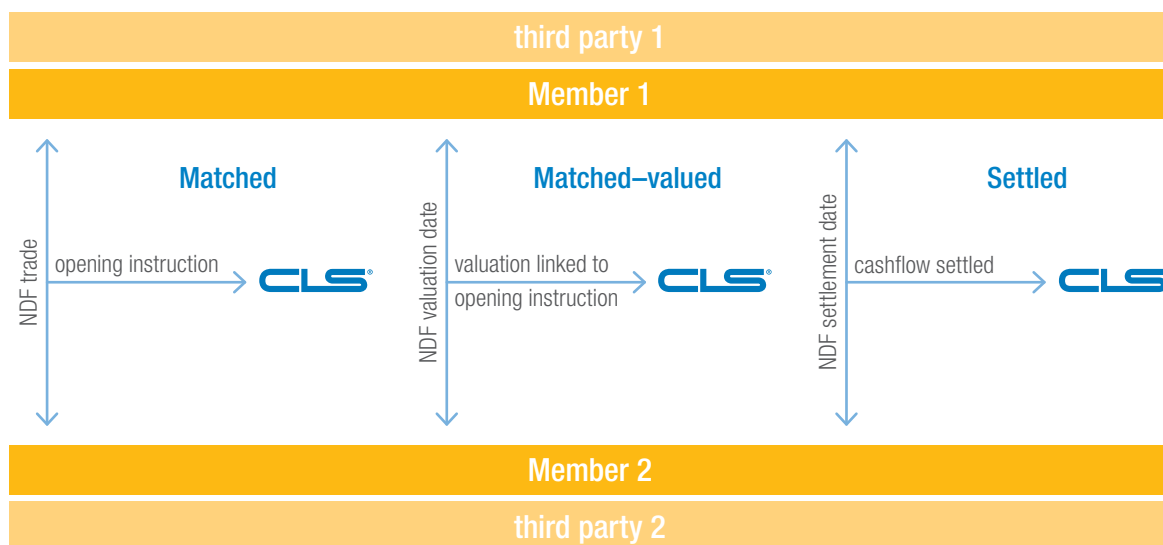 third party 1
Member 1
Matched
Matched–valued
Settled
NDF trade
opening instruction
CLS®
NDF valuation date
valuation linked to
opening instruction
CLS®
NDF settlement date
cashflow settled
CLS
Member 2
third party 2